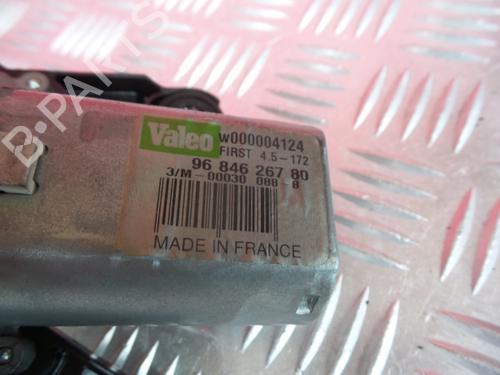 B-PARTS
Valeo
W000004124
FIRST 4.5-172
96 846 267 80
3/M-00030 088-8
MADE IN FRANCE